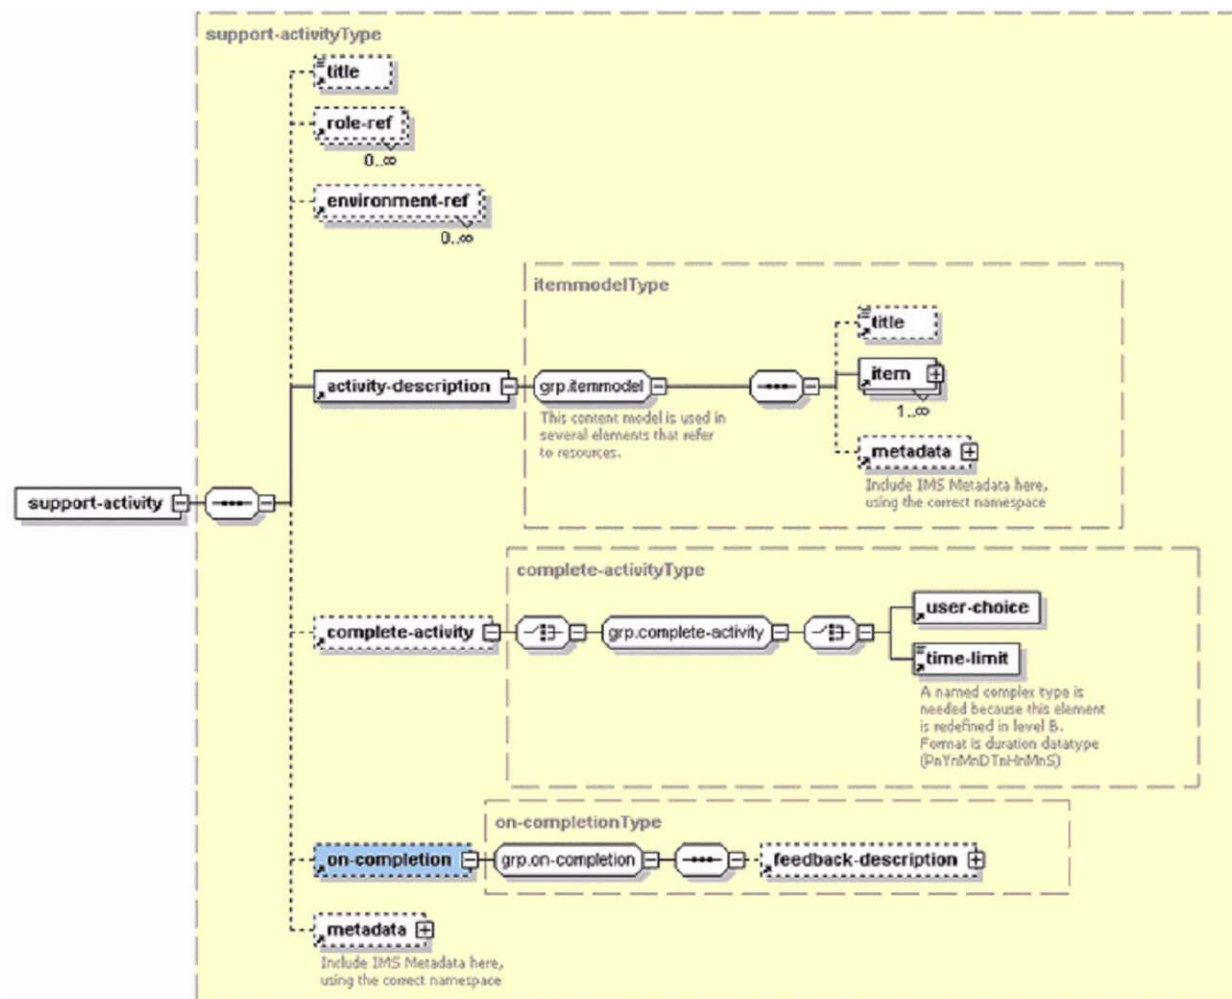 support-activityType
title
role-ref
0..∞
environment-ref
0..∞
itemmodelType
title
activity-description
grp.itemmodel
item
This content model is used in
several elements that refer
to resources.
1..∞
metadata
Include IMS Metadata here,
using the correct namespace
support-activity
complete-activityType
user-choice
complete-activity
grp.complete-activity
time-limit
A named complex type is
needed because this element
is redefined in level B.
Format is duration datatype
(PnYnMnDTnHnMnS)
on-completionType
on-completion
grp.on-completion
feedback-description
metadata
Include IMS Metadata here,
using the correct namespace